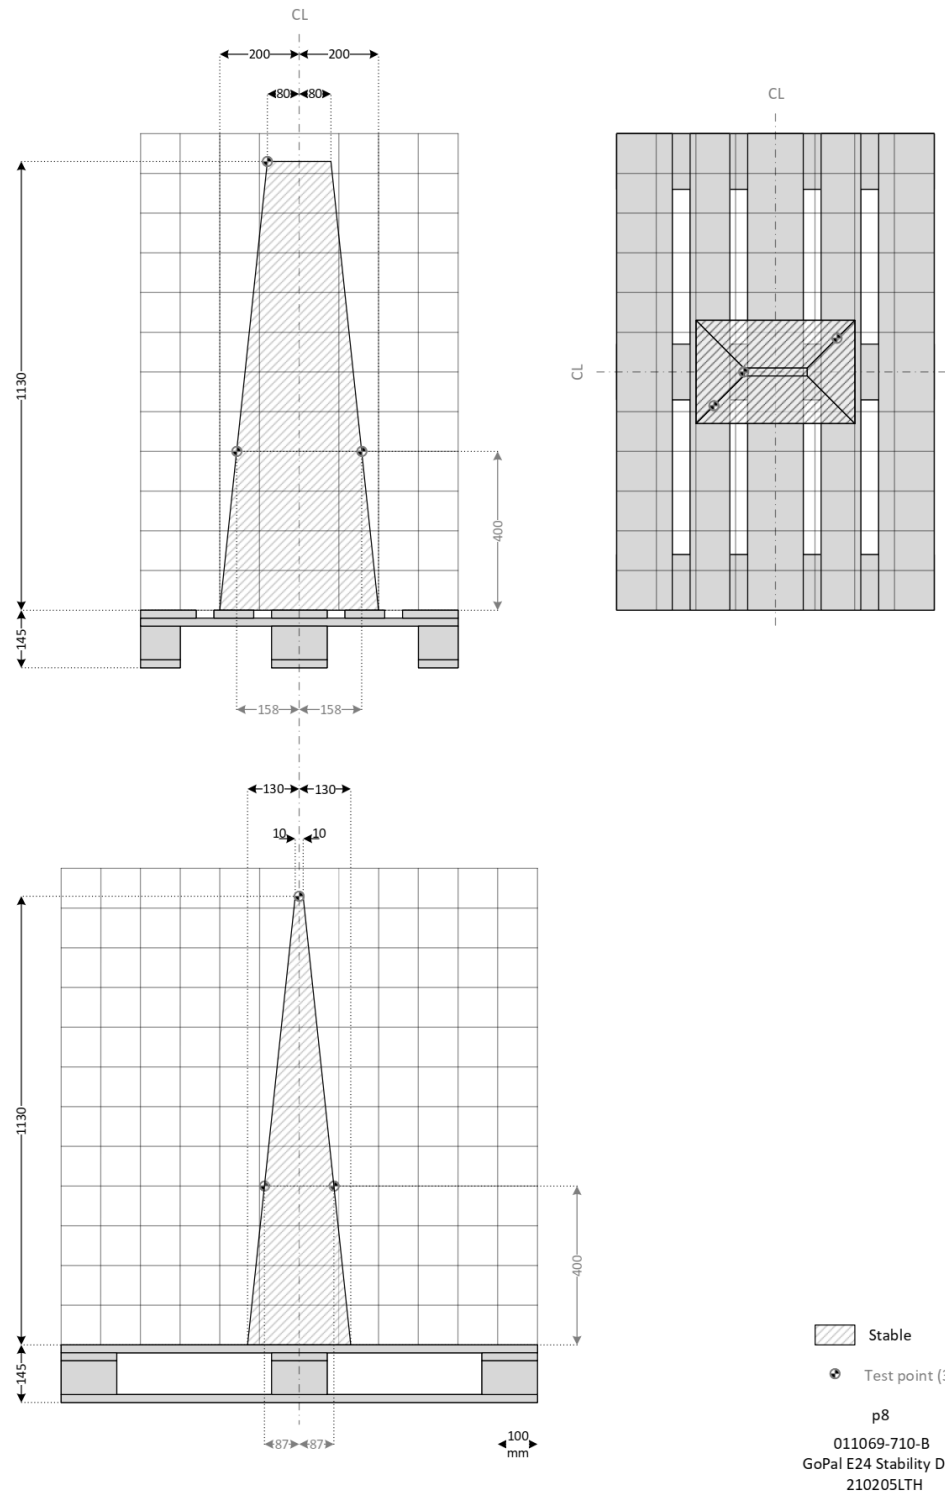 CL
200 200
80 80
CL
CL
1130
400
145
158 158
130 130
10 10
1130
400
145
Stable
Test point (3
87 87
100
mm
p8
011069-710-B
GoPal E24 Stability D
210205LTH